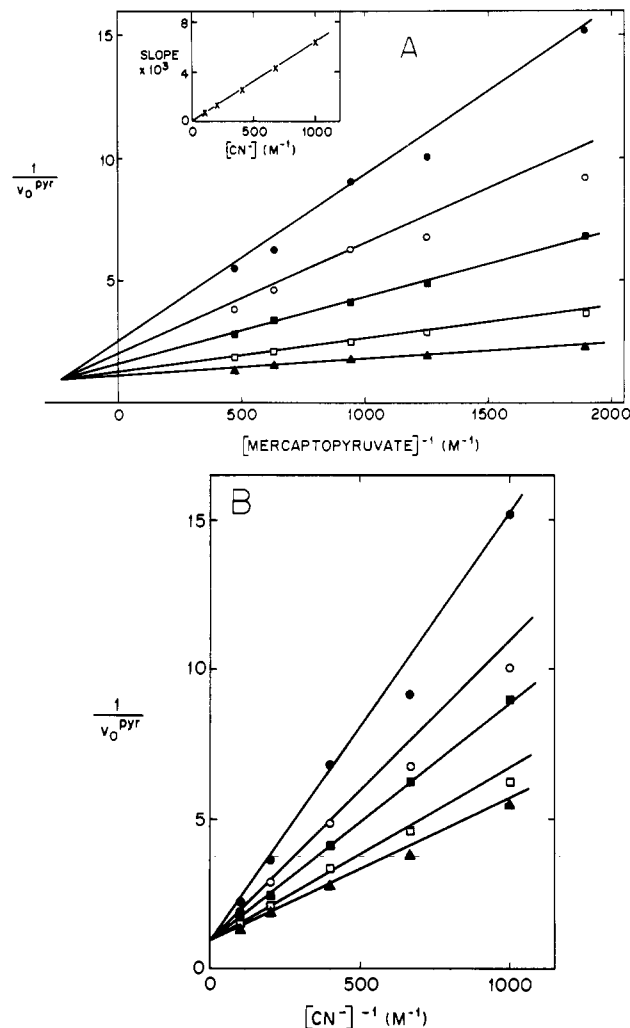 A
SLOPE
x 10³
8
4
0
0 500 1000
[CN⁻] (M⁻¹)
1
v₀ᵖʸʳ
15
10
5
0 500 1000 1500 2000
[MERCAPTOPYRUVATE]⁻¹ (M⁻¹)
B
1
v₀ᵖʸʳ
15
10
5
0
0 500 1000
[CN⁻]⁻¹ (M⁻¹)